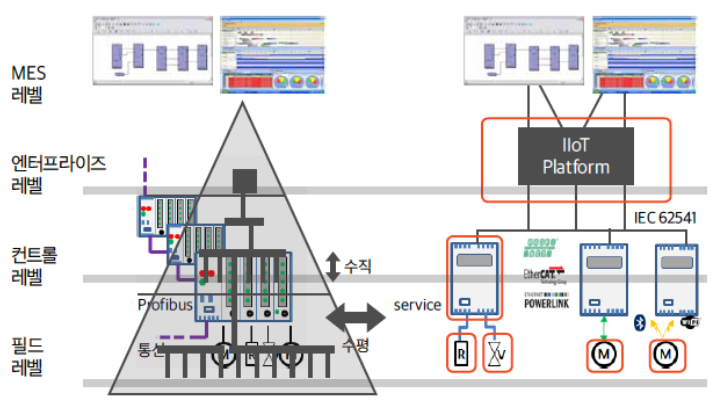 MES
레벨
엔터프라이즈
레벨
컨트롤
레벨
필드
레벨
Profibus
통신
M
R
수직
수평
service
IIoT
Platform
IEC 62541
EtherCAT
ETHERNET
POWERLINK
R
V
M
M